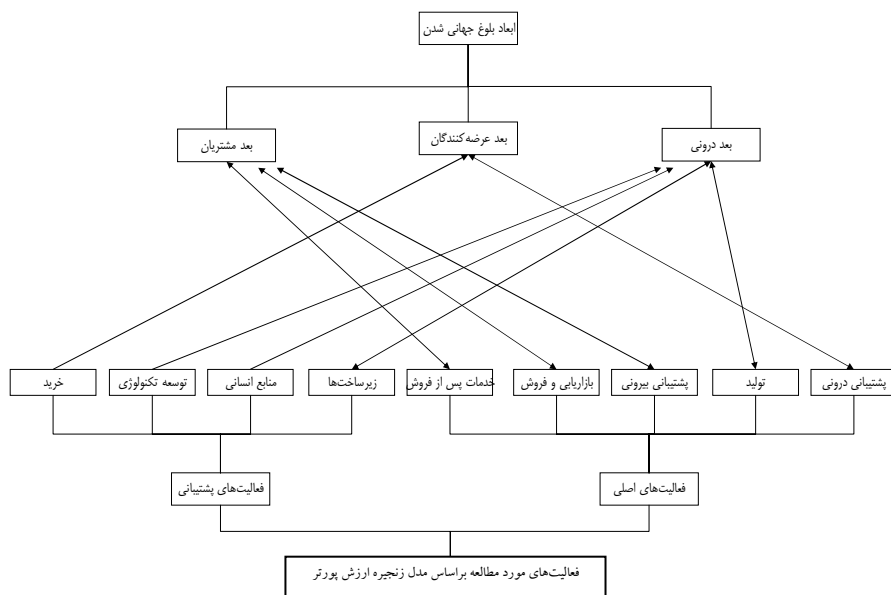 ابعاد بلوغ جهانی شدن
بعد درونی
بعد عرضه‌کنندگان
بعد مشتریان
پشتیبانی درونی
تولید
پشتیبانی بیرونی
بازاریابی و فروش
خدمات پس از فروش
زیرساخت‌ها
منابع انسانی
توسعه تکنولوژی
خرید
فعالیت‌های اصلی
فعالیت‌های پشتیبانی
فعالیت‌های مورد مطالعه براساس مدل زنجیره ارزش پورتر